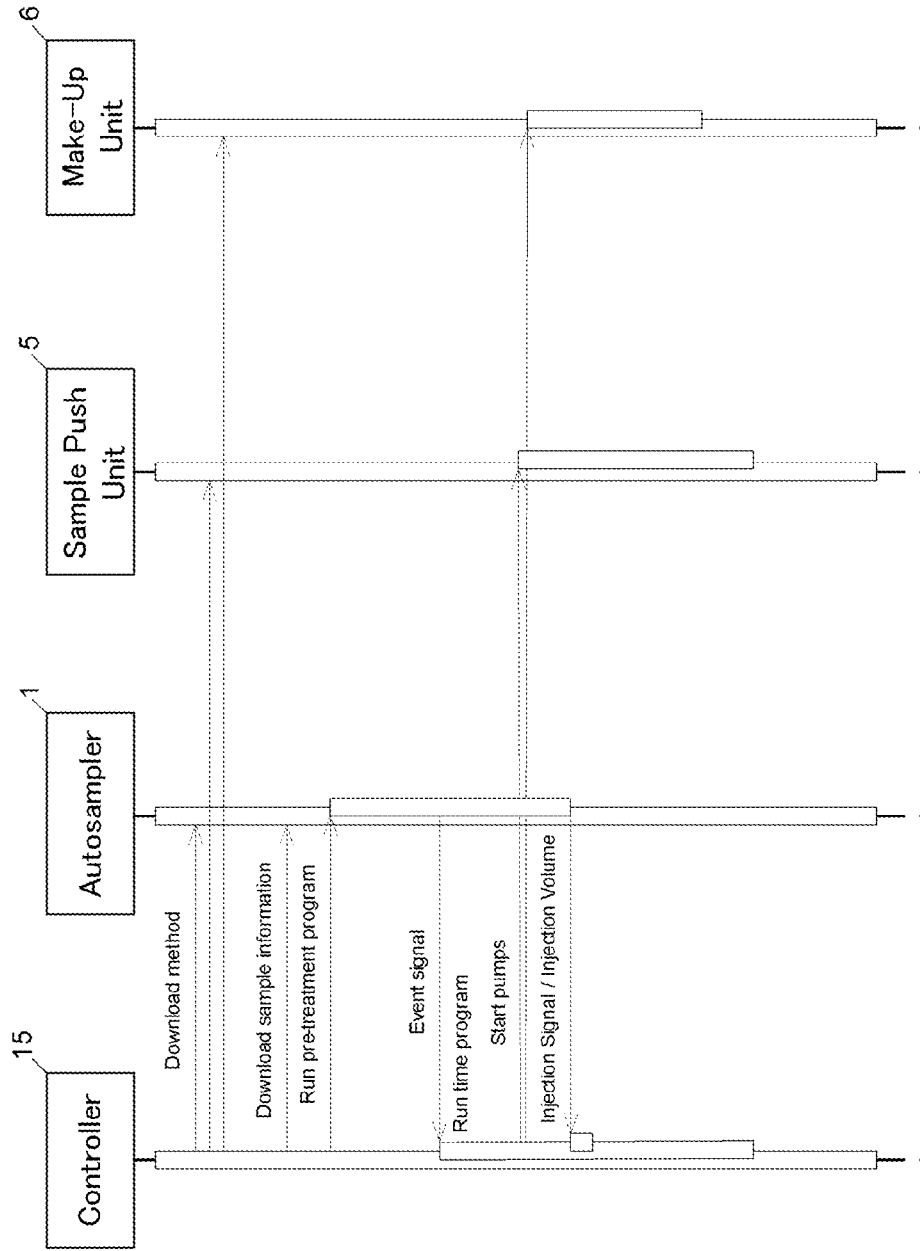 15
Controller
1
Autosampler
5
Sample Push
Unit
6
Make-Up
Unit
Download method
Download sample information
Run pre-treatment program
Event signal
Run time program
Start pumps
Injection Signal / Injection Volume